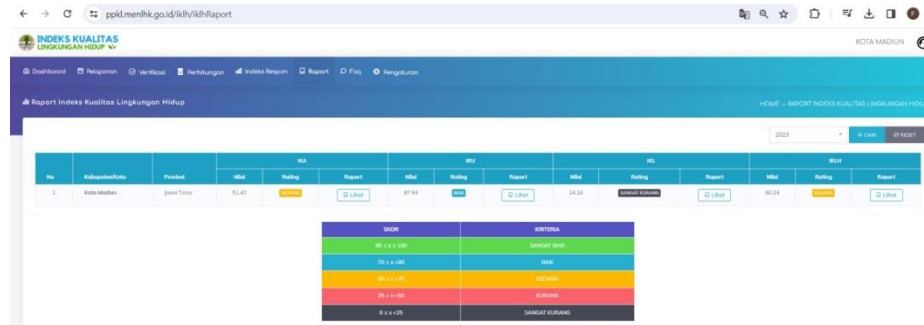 ppkl.menlhk.go.id/iklh/iklhRaport
INDEKS KUALITAS
LINGKUNGAN HIDUP
KOTA MADIUN
Dashboard Pelaporan Verifikasi Perhitungan Indeks Respon Raport Faq Pengaturan
Raport Indeks Kualitas Lingkungan Hidup
HOME – RAPORT INDEKS KUALITAS LINGKUNGAN HIDU
2023 CARI RESET
IKA IKU IKL IKLH
No Kabupaten/Kota Provinsi Nilai Rating Raport Nilai Rating Raport Nilai Rating Raport Nilai Rating Raport
1 Kota Madiun Jawa Timur 51.43 SEDANG Lihat 87.94 BAIK Lihat 24.16 SANGAT KURANG Lihat 60.24 SEDANG Lihat
SKOR KRITERIA
90 ≤ x ≤ 100 SANGAT BAIK
70 ≤ x <90 BAIK
50 ≤ x <70 SEDANG
25 ≤ x <50 KURANG
0 ≤ x <25 SANGAT KURANG